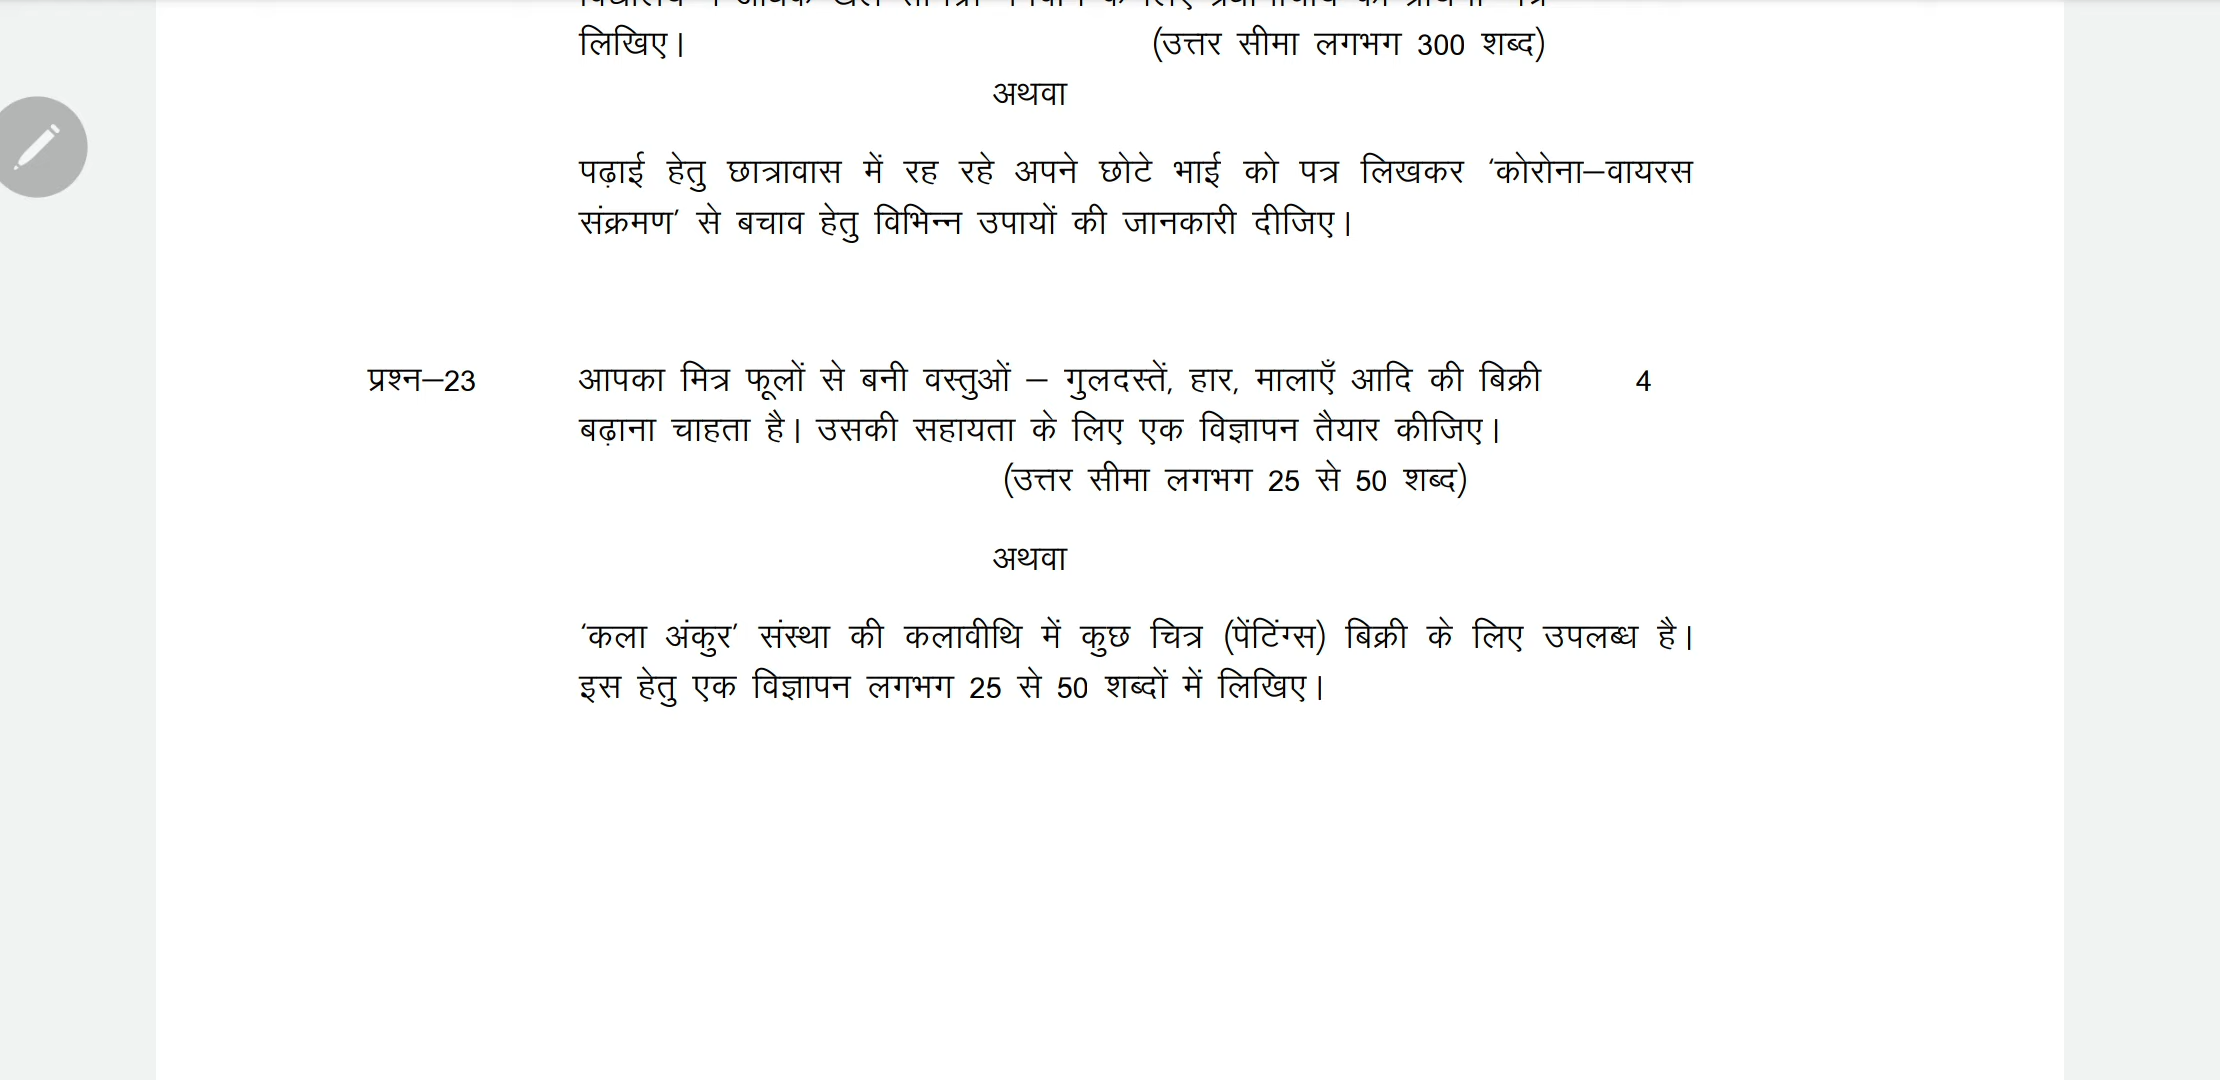 लिखिए। (उत्तर सीमा लगभग 300 शब्द)
अथवा
पढ़ाई हेतु छात्रावास में रह रहे अपने छोटे भाई को पत्र लिखकर ‘कोरोना–वायरस
संक्रमण’ से बचाव हेतु विभिन्न उपायों की जानकारी दीजिए।
प्रश्न–23 आपका मित्र फूलों से बनी वस्तुओं – गुलदस्तें, हार, मालाएँ आदि की बिक्री 4
बढ़ाना चाहता है। उसकी सहायता के लिए एक विज्ञापन तैयार कीजिए।
(उत्तर सीमा लगभग 25 से 50 शब्द)
अथवा
‘कला अंकुर’ संस्था की कलावीथि में कुछ चित्र (पेंटिंग्स) बिक्री के लिए उपलब्ध है।
इस हेतु एक विज्ञापन लगभग 25 से 50 शब्दों में लिखिए।